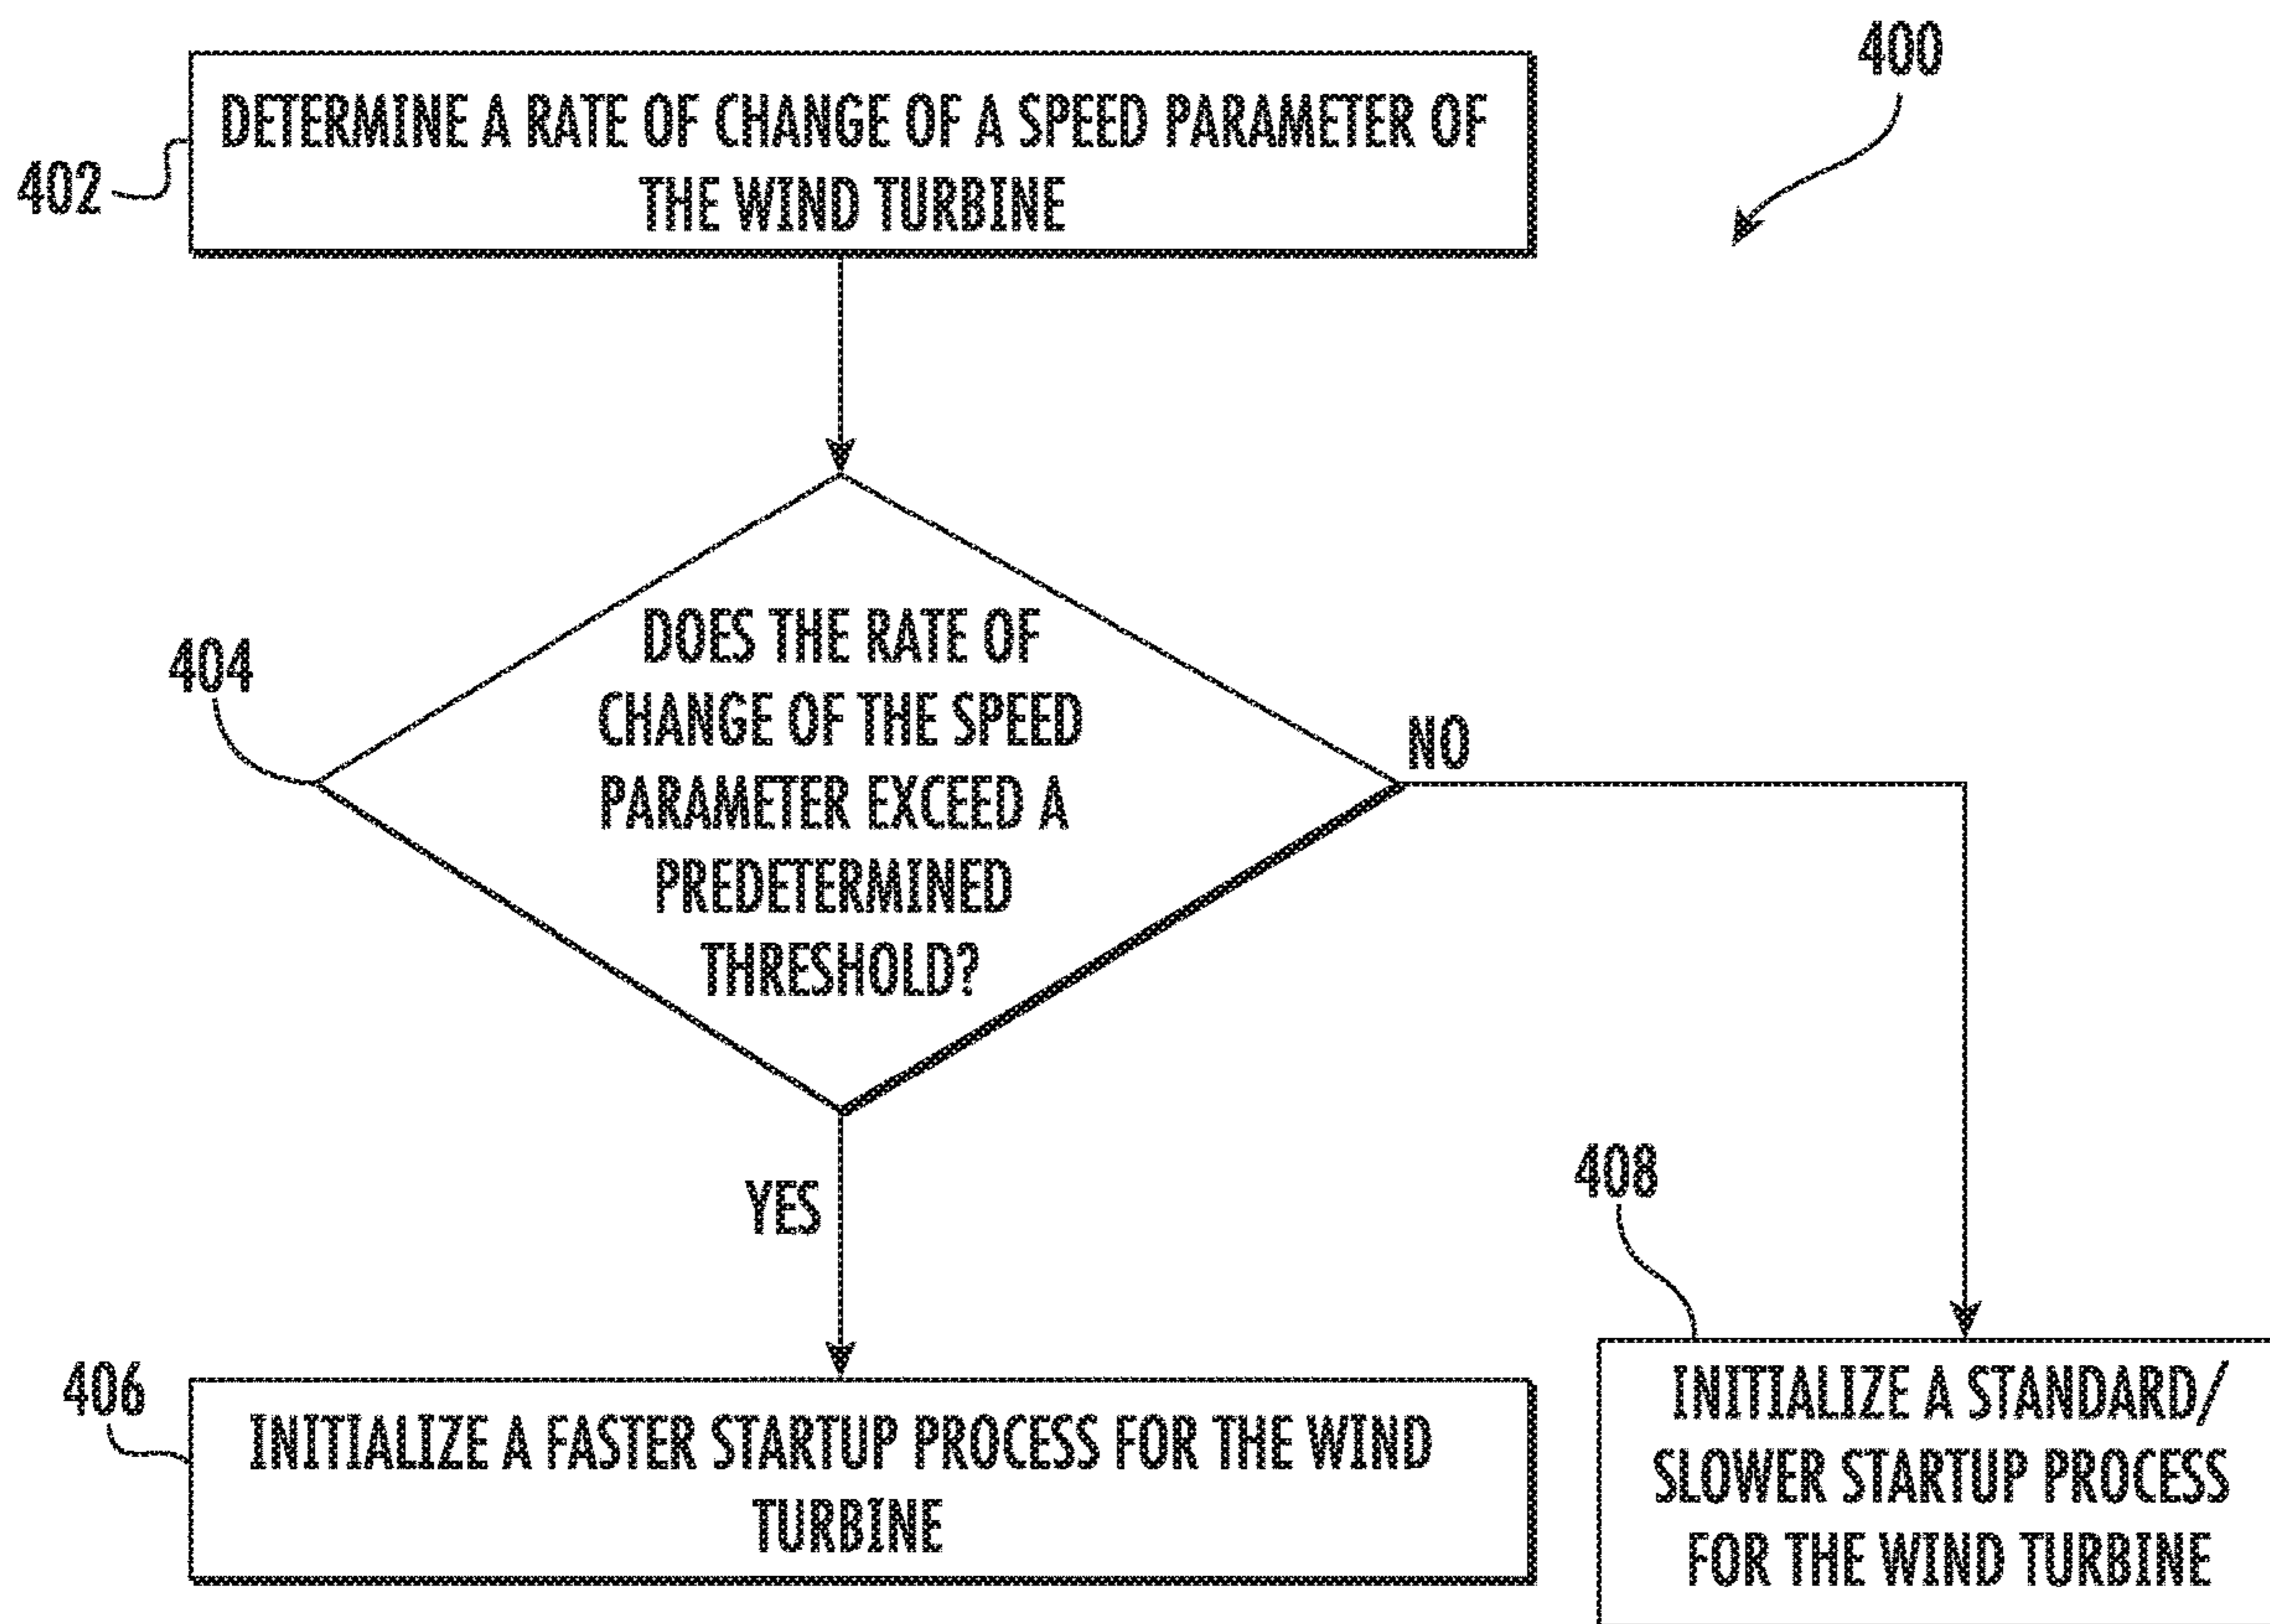 400
DETERMINE A RATE OF CHANGE OF A SPEED PARAMETER OF
THE WIND TURBINE
402
404
DOES THE RATE OF
CHANGE OF THE SPEED
PARAMETER EXCEED A
PREDETERMINED
THRESHOLD?
NO
YES
408
406
INITIALIZE A FASTER STARTUP PROCESS FOR THE WIND
TURBINE
INITIALIZE A STANDARD/
SLOWER STARTUP PROCESS
FOR THE WIND TURBINE